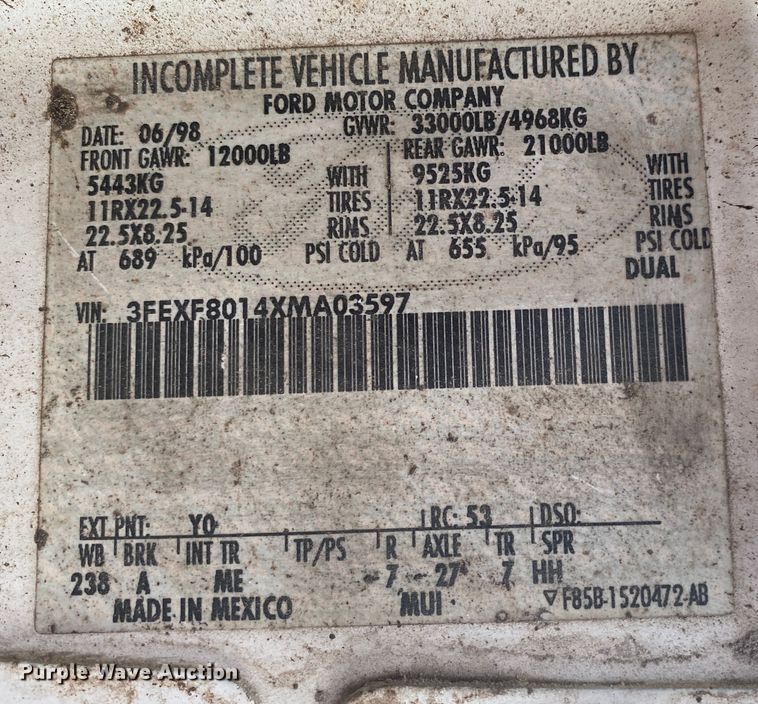 INCOMPLETE VEHICLE MANUFACTURED BY
FORD MOTOR COMPANY
DATE: 06/98 GVWR: 33000LB/4968KG
FRONT GAWR: 12000LB REAR GAWR: 21000LB
5443KG WITH 9525KG WITH
11RX22.5-14 TIRES 11RX22.5-14 TIRES
22.5X8.25 RIMS 22.5X8.25 RIMS
AT 689 kPa/100 PSI COLD AT 655 kPa/95 PSI COLD
DUAL
VIN: 3FEXF8014XMA03597
EXT PNT: YO RC: 53 DSO:
WB BRK INT TR TP/PS R AXLE TR SPR
238 A ME 7 27 7 HH
MADE IN MEXICO MUI F85B-1520472-AB
Purple Wave Auction